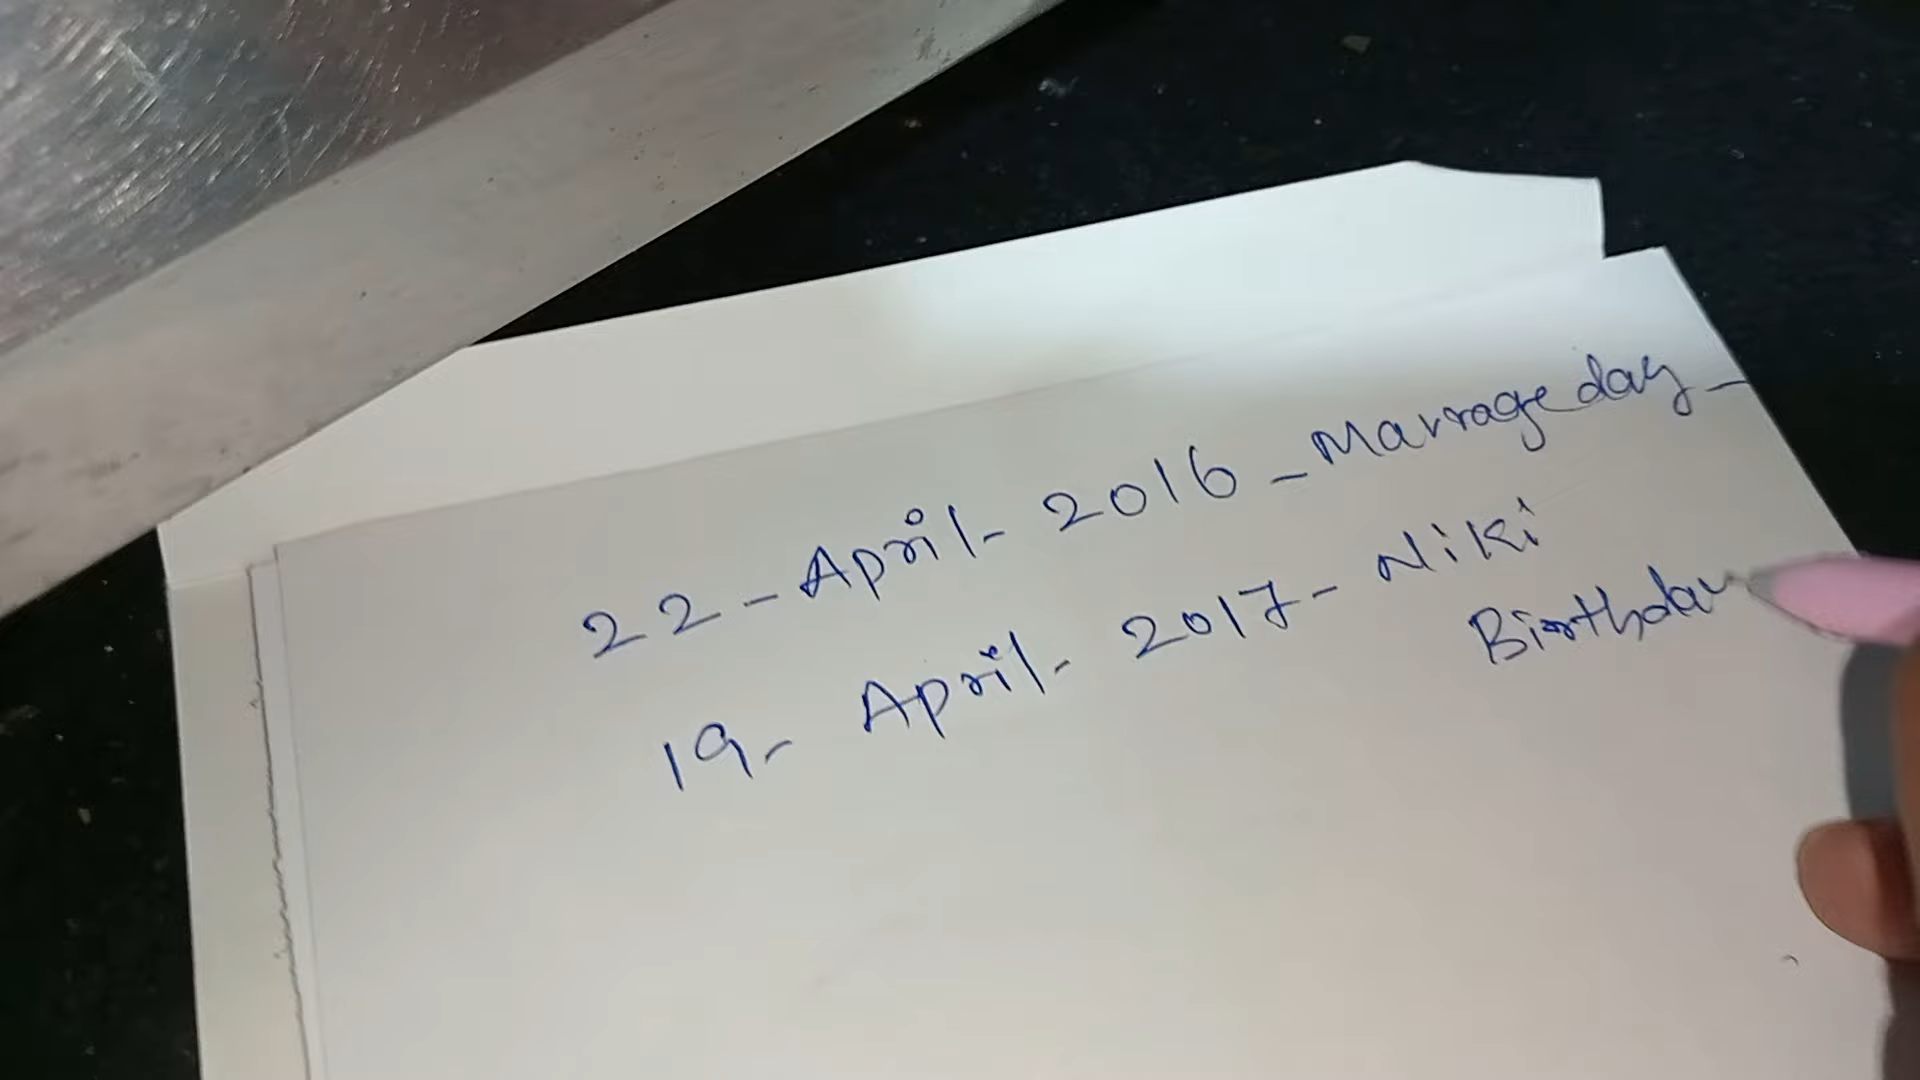 22 - April - 2016 - Marrage day -
19 - April - 2017 - Niki
Birthday